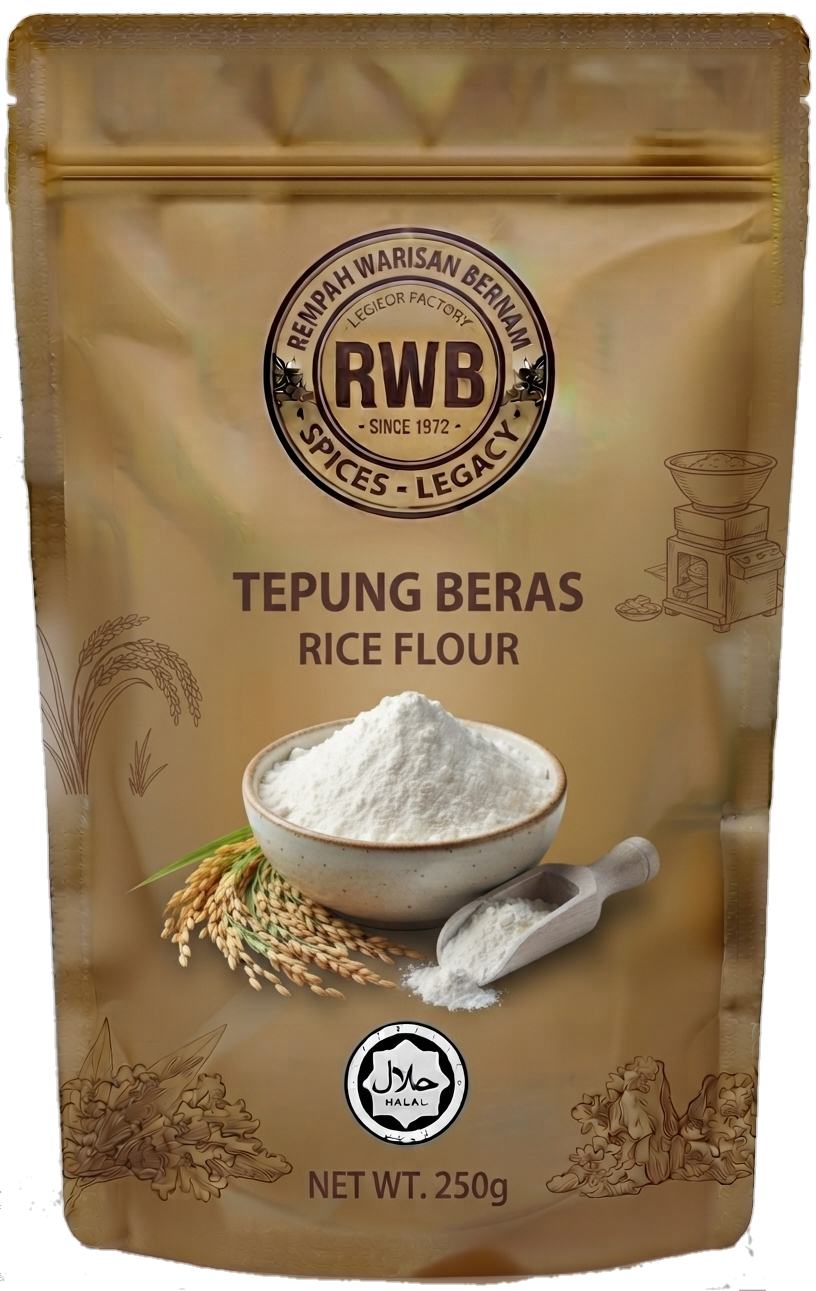 REMPAH WARISAN BERNAM
LEGIEOR FACTORY
RWB
- SINCE 1972 -
SPICES - LEGACY
TEPUNG BERAS
RICE FLOUR
حلال
HALAL
NET WT. 250g